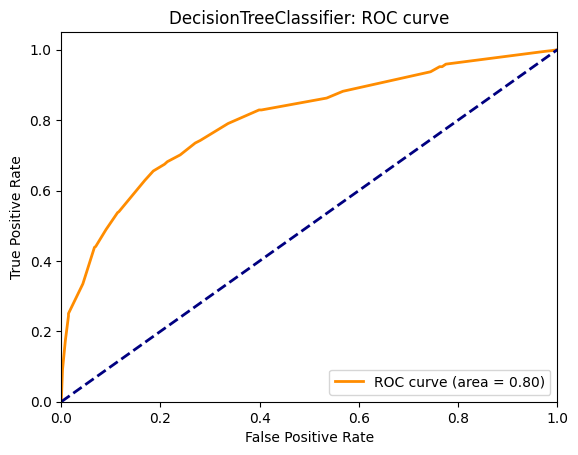 DecisionTreeClassifier: ROC curve
1.0
0.8
0.6
0.4
0.2
0.0
True Positive Rate
ROC curve (area = 0.80)
0.0 0.2 0.4 0.6 0.8 1.0
False Positive Rate